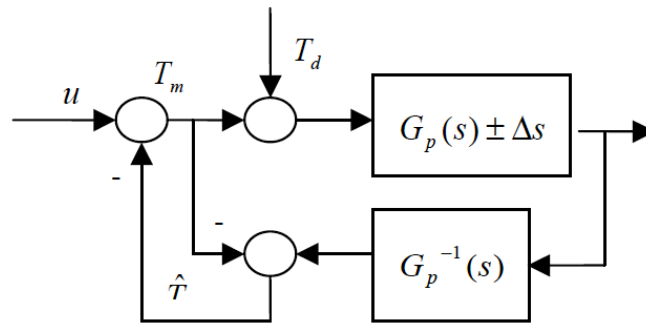 T_d
u
T_m
G_p(s) ± Δs
-
-
G_p^{-1}(s)
T̂